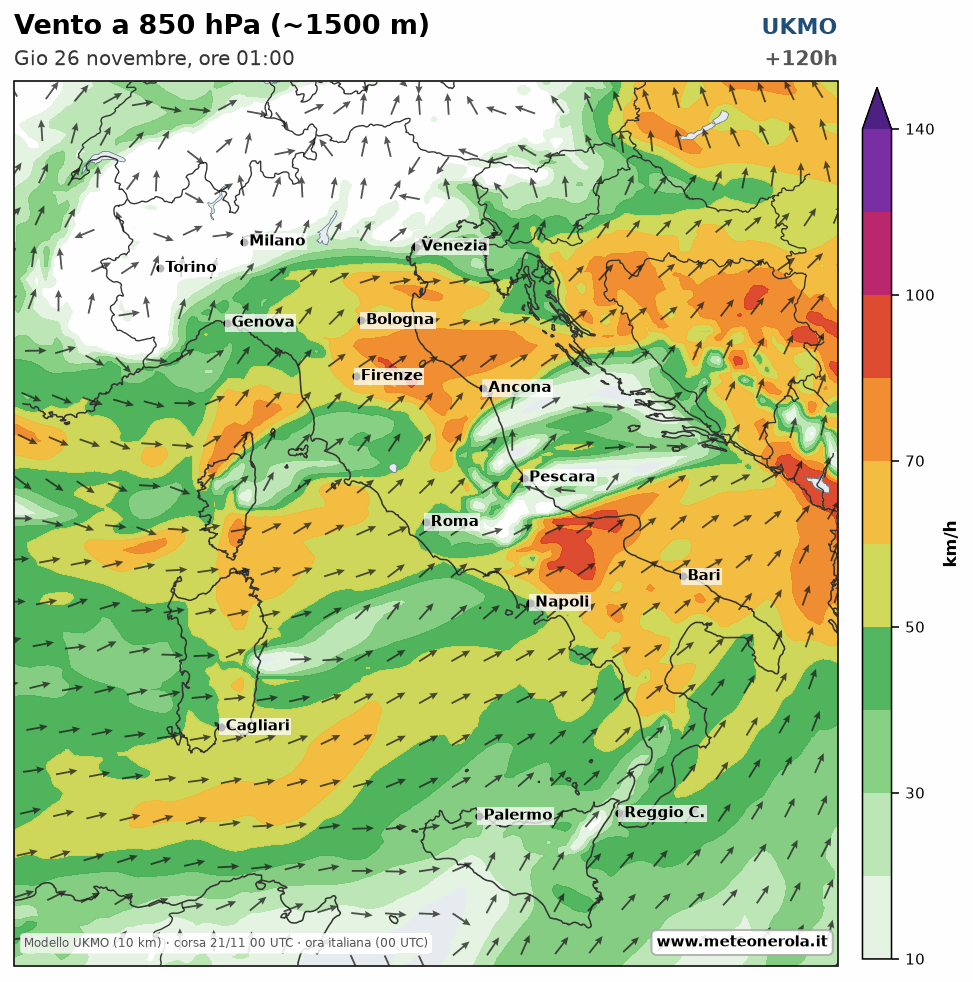 Vento a 850 hPa (~1500 m)
UKMO
Gio 26 novembre, ore 01:00
+120h
140
100
70
50
30
10
km/h
Milano
Venezia
Torino
Genova
Bologna
Firenze
Ancona
Pescara
Roma
Bari
Napoli
Cagliari
Palermo
Reggio C.
Modello UKMO (10 km) · corsa 21/11 00 UTC · ora italiana (00 UTC)
www.meteonerola.it